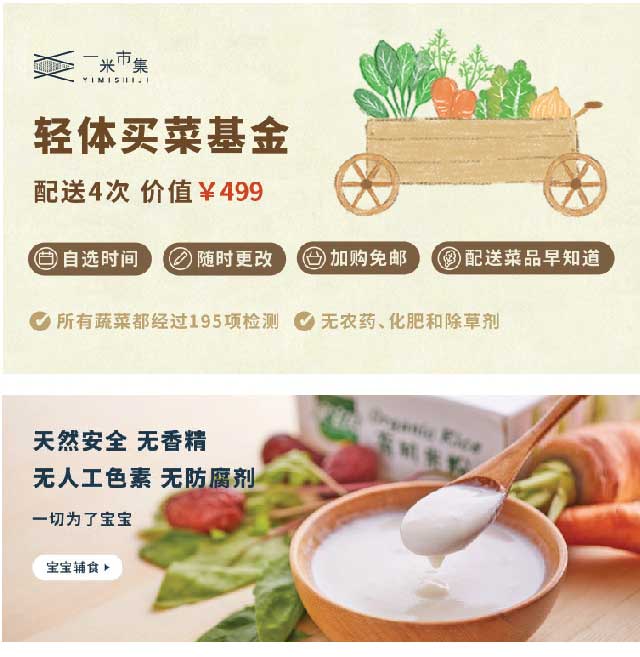 一米市集
YIMISHIJI
轻体买菜基金
配送4次 价值￥499
自选时间 随时更改 加购免邮 配送菜品早知道
所有蔬菜都经过195项检测 无农药、化肥和除草剂
天然安全 无香精
无人工色素 无防腐剂
一切为了宝宝
宝宝辅食
Organic Rice